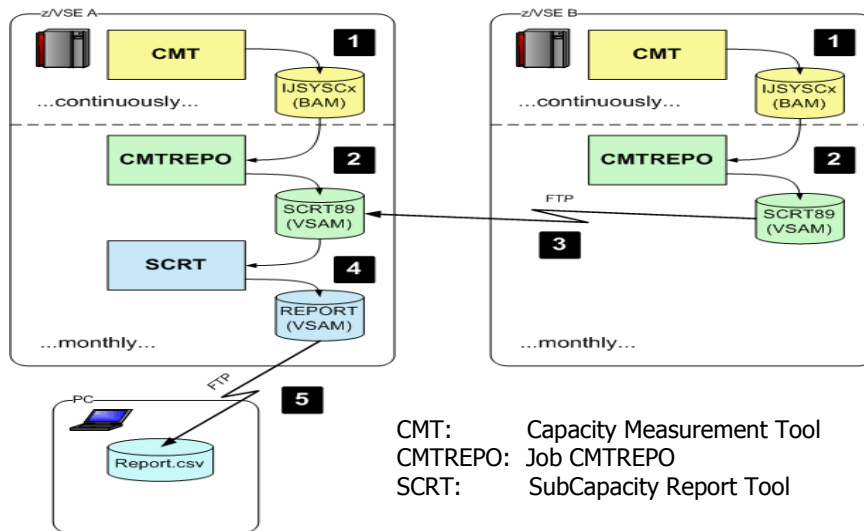 z/VSE A
CMT
1
IJSYSCx
(BAM)
...continuously...
CMTREPO
2
SCRT89
(VSAM)
SCRT
4
REPORT
(VSAM)
...monthly...
z/VSE B
CMT
1
IJSYSCx
(BAM)
...continuously...
CMTREPO
2
SCRT89
(VSAM)
FTP
3
...monthly...
FTP
5
PC
Report.csv
CMT: Capacity Measurement Tool
CMTREPO: Job CMTREPO
SCRT: SubCapacity Report Tool